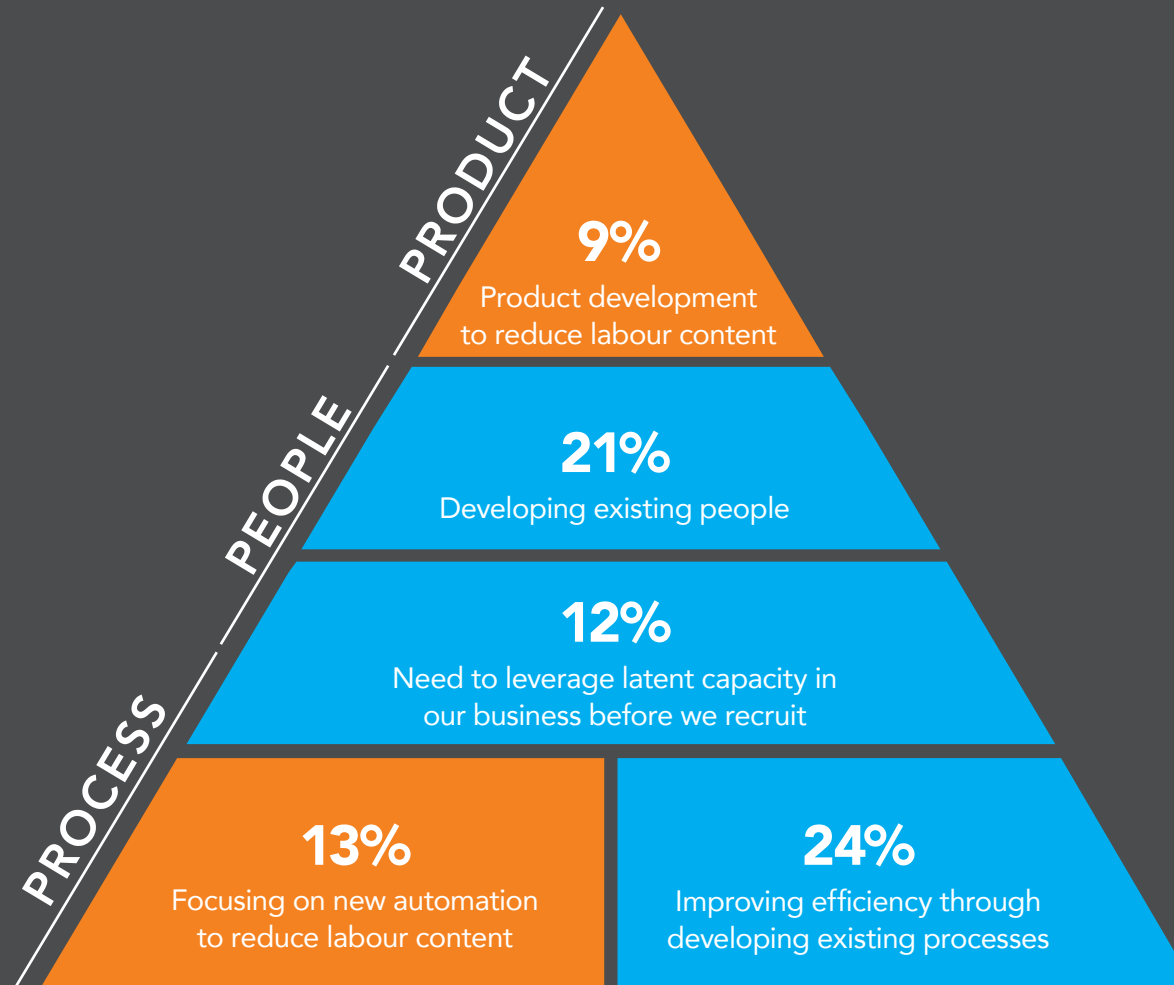 PRODUCT
9%
Product development
to reduce labour content
PEOPLE
21%
Developing existing people
12%
Need to leverage latent capacity in
our business before we recruit
PROCESS
13%
Focusing on new automation
to reduce labour content
24%
Improving efficiency through
developing existing processes